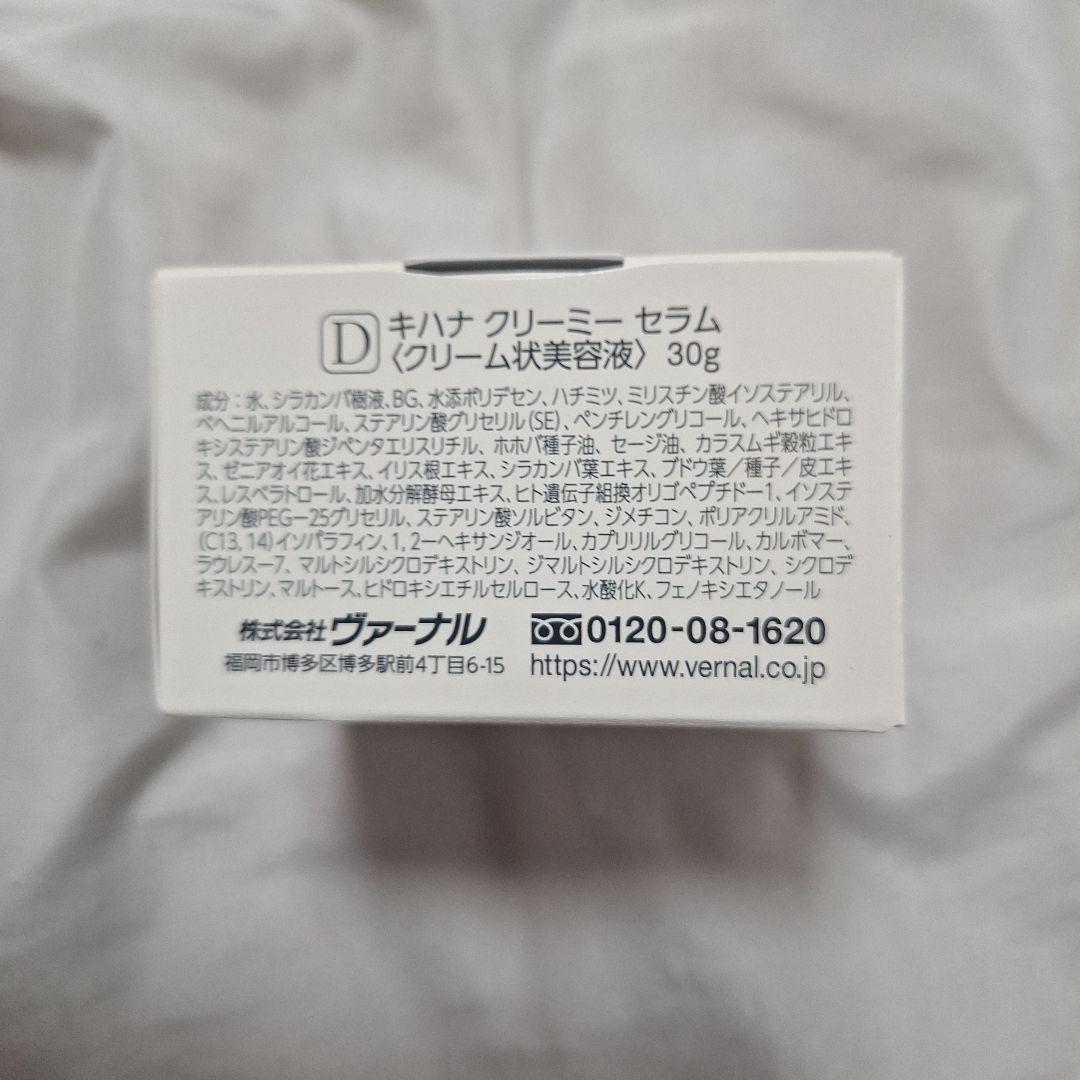 D キハナ クリーミー セラム
〈クリーム状美容液〉 30g
成分：水、シラカンバ樹液、BG、水添ポリデセン、ハチミツ、ミリスチン酸イソステアリル、
ベヘニルアルコール、ステアリン酸グリセリル(SE)、ペンチレングリコール、ヘキサヒドロ
キシステアリン酸ジペンタエリスリチル、ホホバ種子油、セージ油、カラスムギ穀粒エキ
ス、ゼニアオイ花エキス、イリス根エキス、シラカンバ葉エキス、ブドウ葉／種子／皮エキ
ス、レスベラトロール、加水分解酵母エキス、ヒト遺伝子組換オリゴペプチドー1、イソステ
アリン酸PEGー25グリセリル、ステアリン酸ソルビタン、ジメチコン、ポリアクリルアミド、
(C13,14)イソパラフィン、1,2ーヘキサンジオール、カプリリルグリコール、カルボマー、
ラウレスー7、マルトシルシクロデキストリン、ジマルトシルシクロデキストリン、シクロデ
キストリン、マルトース、ヒドロキシエチルセルロース、水酸化K、フェノキシエタノール
株式会社ヴァーナル 0120-08-1620
福岡市博多区博多駅前4丁目6-15 https://www.vernal.co.jp